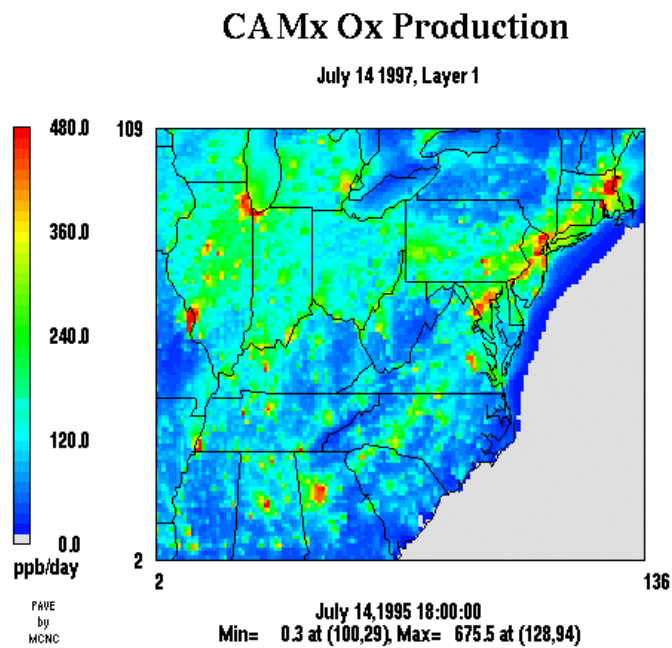 CAMx Ox Production
July 14 1997, Layer 1
480.0
360.0
240.0
120.0
0.0
ppb/day
109
2
2
136
PAVE
by
MCNC
July 14,1995 18:00:00
Min= 0.3 at (100,29), Max= 675.5 at (128,94)